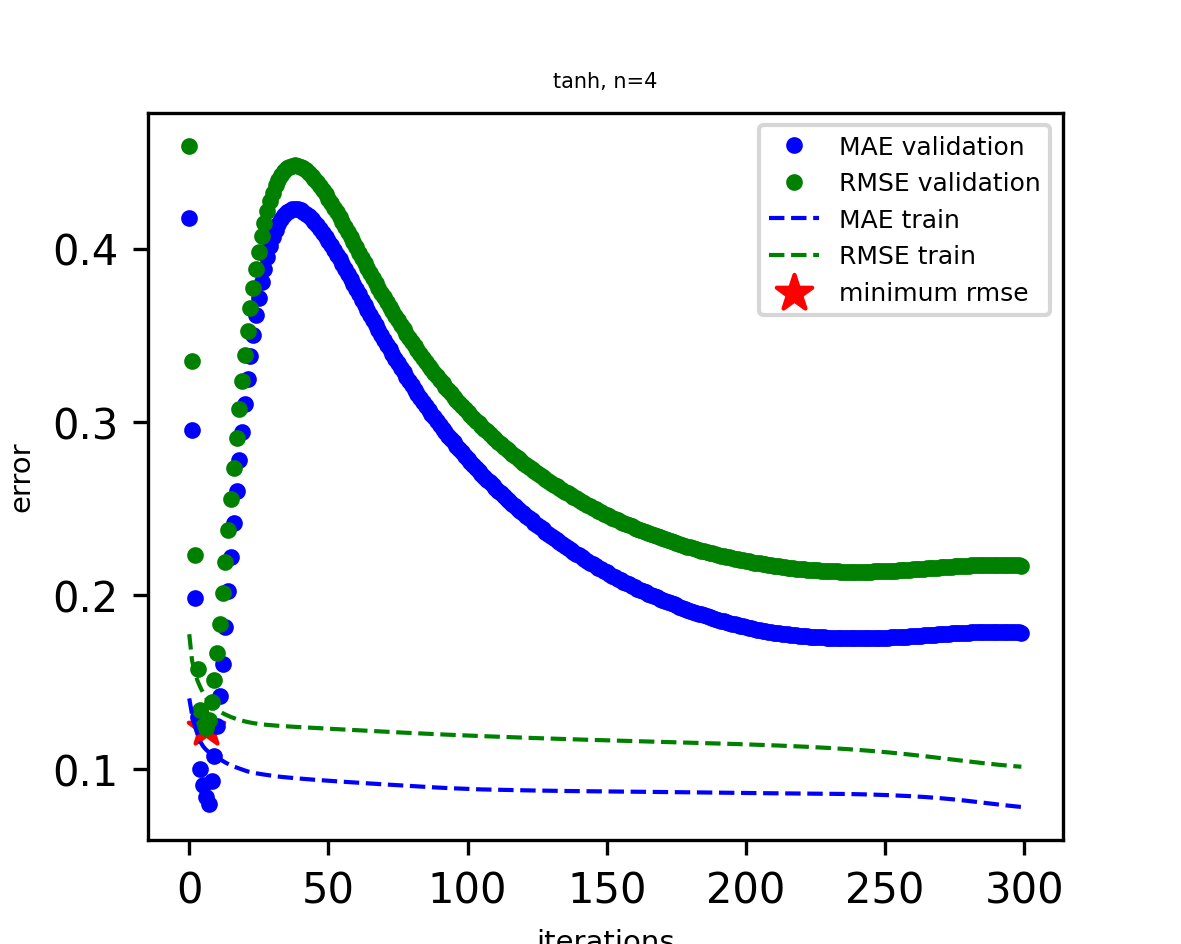 tanh, n=4
MAE validation
RMSE validation
MAE train
RMSE train
minimum rmse
error
0.4
0.3
0.2
0.1
0 50 100 150 200 250 300
iterations